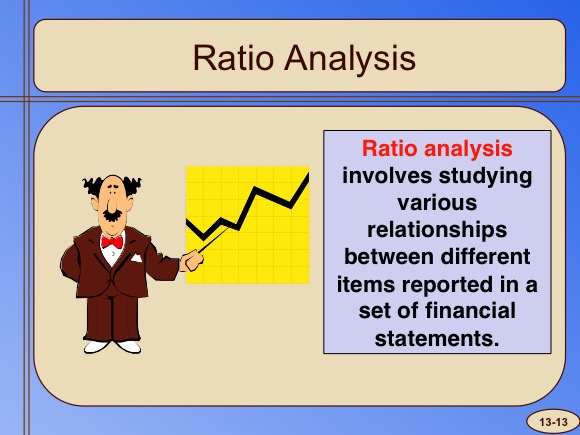 Ratio Analysis
Ratio analysis
involves studying
various
relationships
between different
items reported in a
set of financial
statements.
13-13